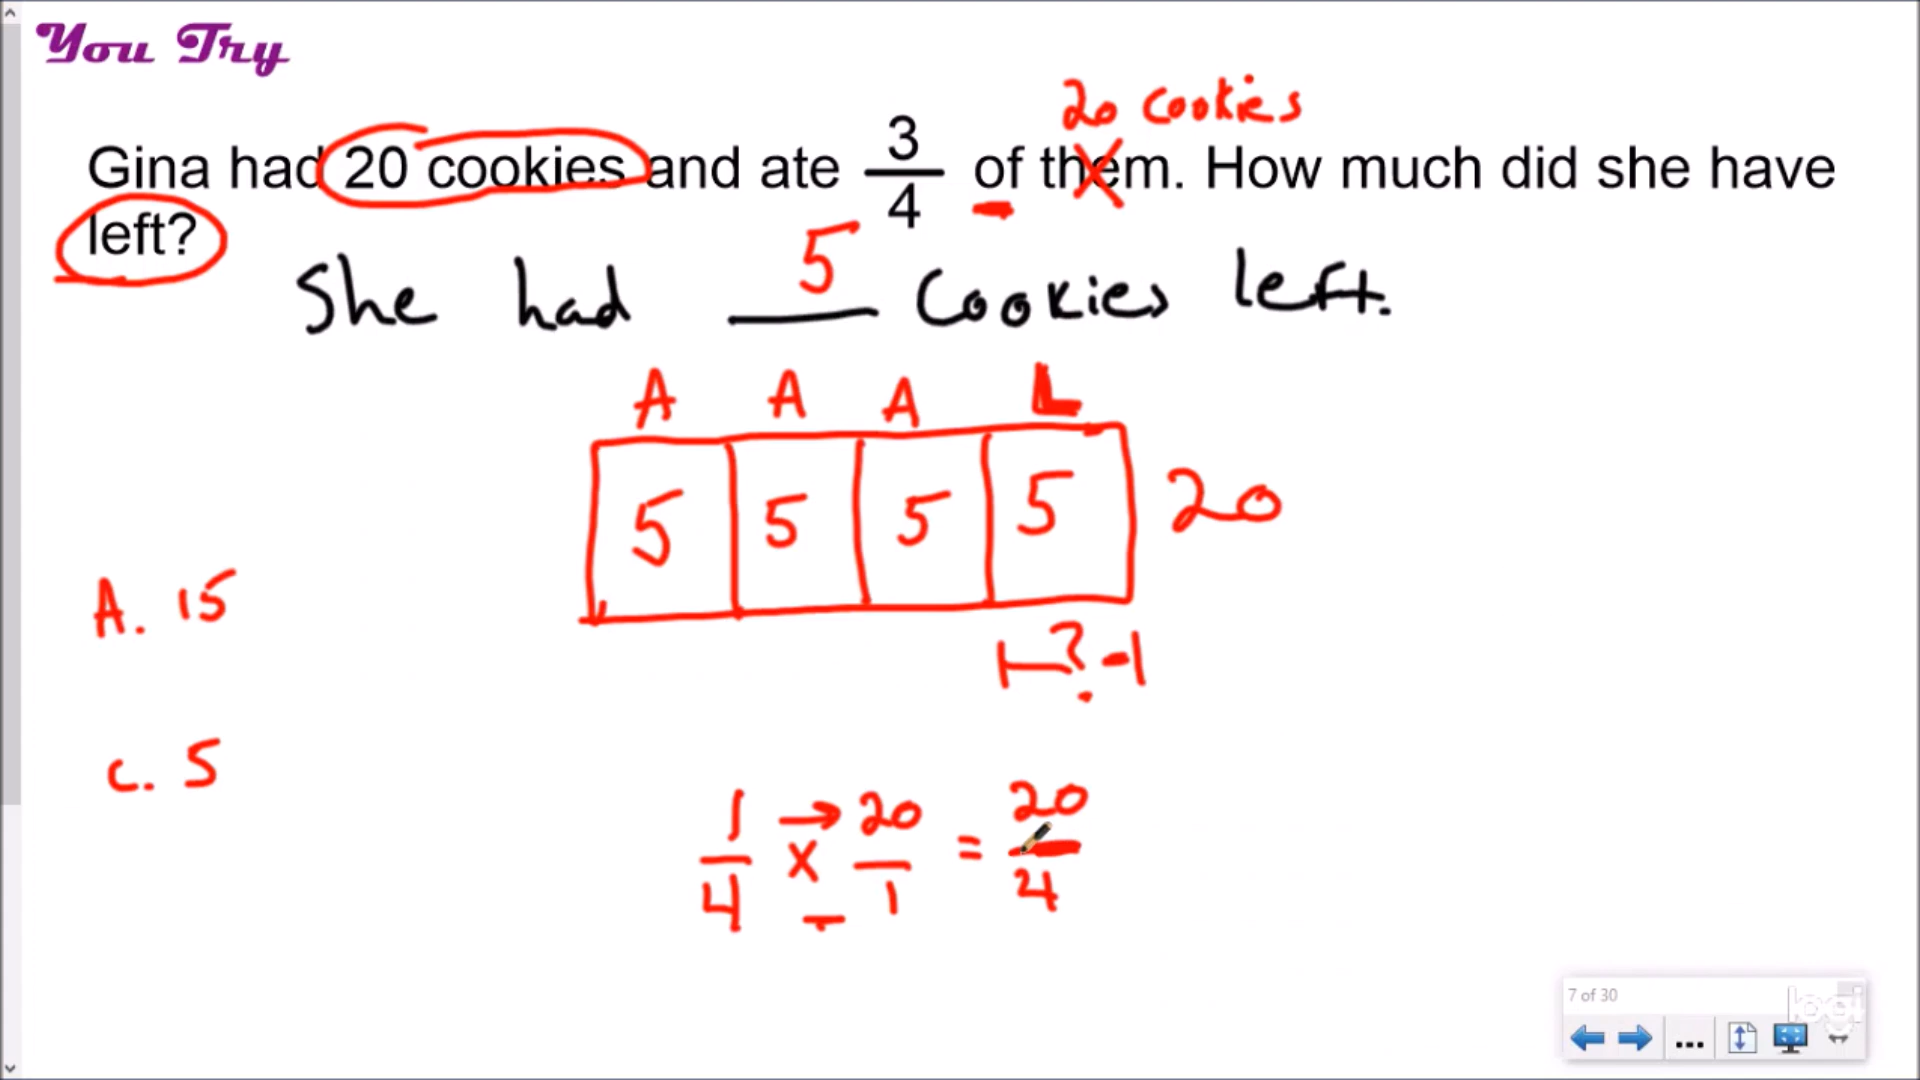 You Try
20 cookies
Gina had 20 cookies and ate 3/4 of them. How much did she have
left?
She had 5 cookies left.
A A A L
5 5 5 5 20
?
A. 15
C. 5
1/4 → x 20/1 = 20/4
7 of 30
logi